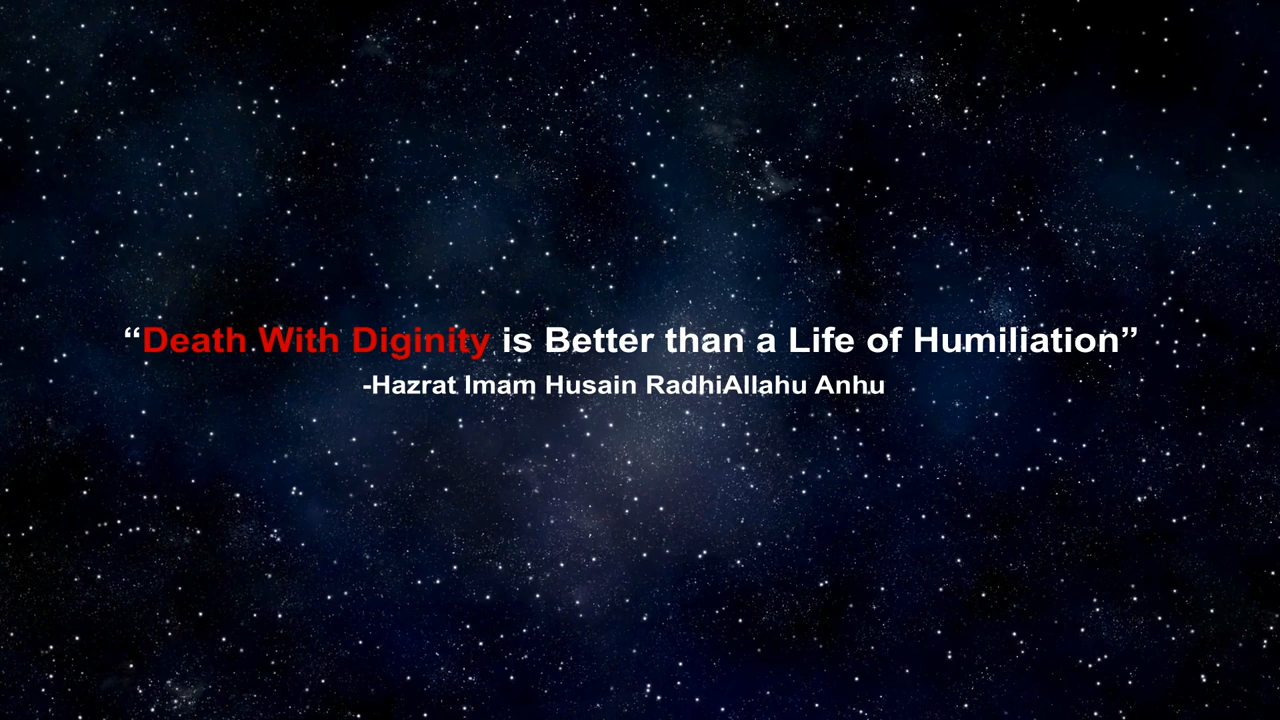 “Death With Diginity is Better than a Life of Humiliation”
-Hazrat Imam Husain RadhiAllahu Anhu